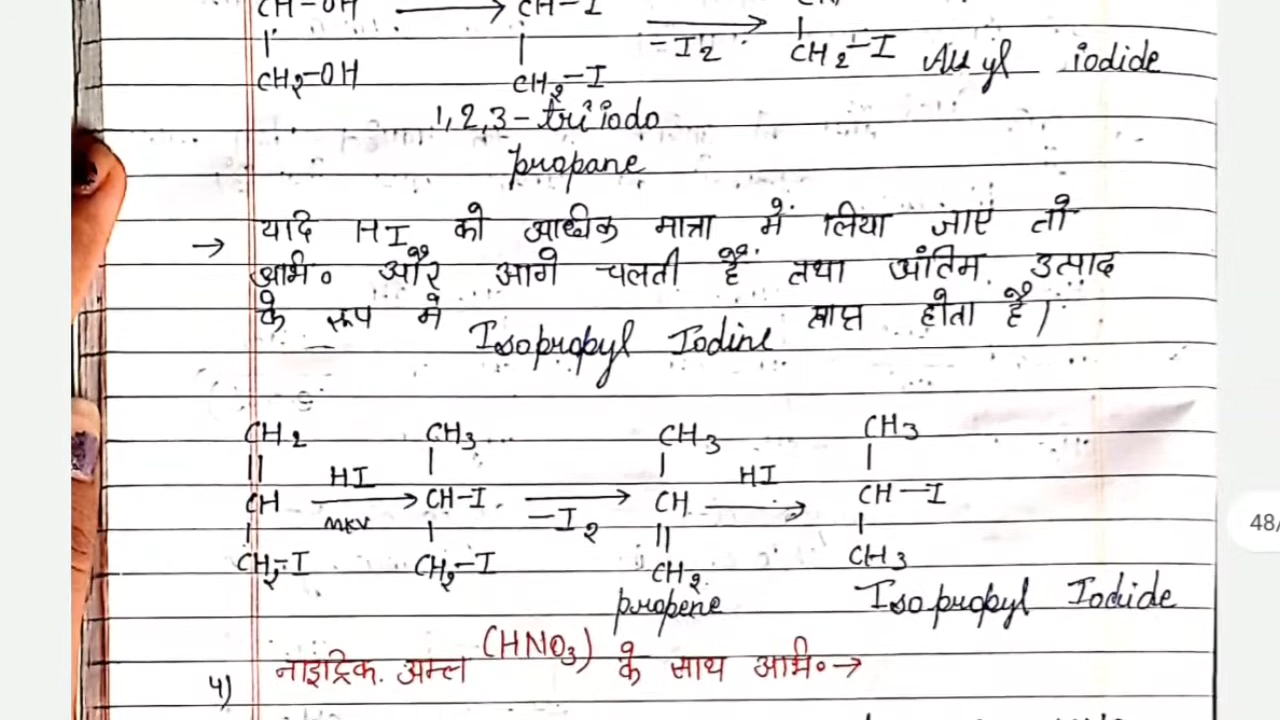 CH-OH ⟶ CH-I
| | −I2 ⟶ |
CH2-OH CH2-I CH2-I Allyl iodide
1,2,3-triiodo
propane
→ यदि HI को आधीक मात्रा में लिया जाएं तो
अभि० और आगे चलती हैं तथा अंतिम उत्पाद
के रूप मे Isopropyl Iodine प्राप्त होता है।
CH2 CH3 CH3 CH3
|| HI | | HI |
CH ⟶ CH-I. ⟶ CH ⟶ CH-I
| MKV | −I2 || |
CH2-I CH2-I CH2 CH3
propene Isopropyl Iodide
4) नाइट्रिक. अम्ल (HNO3) के साथ अभि०→
48/